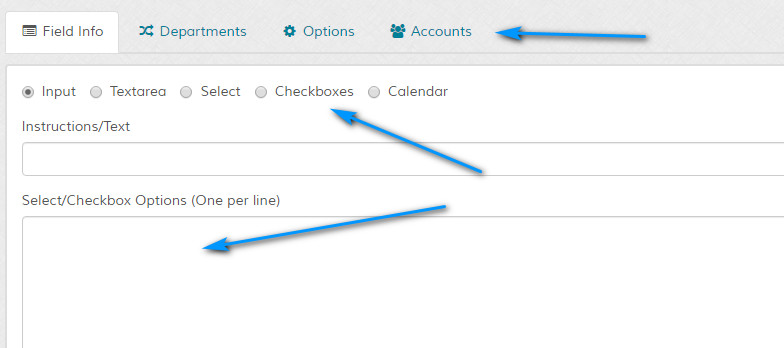 Field Info Departments Options Accounts
Input Textarea Select Checkboxes Calendar
Instructions/Text
Select/Checkbox Options (One per line)